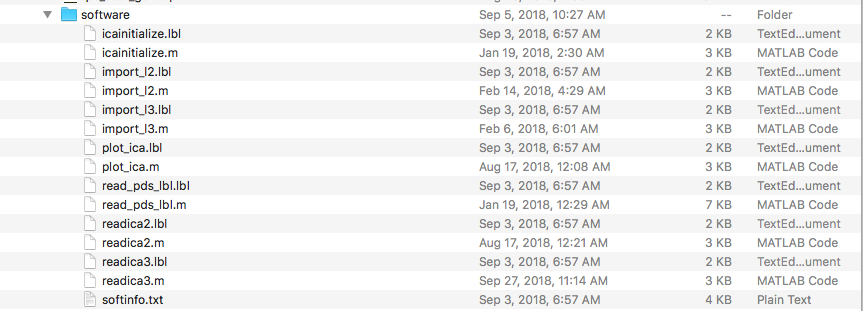 software Sep 5, 2018, 10:27 AM -- Folder
icainitialize.lbl Sep 3, 2018, 6:57 AM 2 KB TextEd...ument
icainitialize.m Jan 19, 2018, 2:30 AM 3 KB MATLAB Code
import_l2.lbl Sep 3, 2018, 6:57 AM 2 KB TextEd...ument
import_l2.m Feb 14, 2018, 4:29 AM 3 KB MATLAB Code
import_l3.lbl Sep 3, 2018, 6:57 AM 2 KB TextEd...ument
import_l3.m Feb 6, 2018, 6:01 AM 3 KB MATLAB Code
plot_ica.lbl Sep 3, 2018, 6:57 AM 2 KB TextEd...ument
plot_ica.m Aug 17, 2018, 12:08 AM 3 KB MATLAB Code
read_pds_lbl.lbl Sep 3, 2018, 6:57 AM 2 KB TextEd...ument
read_pds_lbl.m Jan 19, 2018, 12:29 AM 7 KB MATLAB Code
readica2.lbl Sep 3, 2018, 6:57 AM 2 KB TextEd...ument
readica2.m Aug 17, 2018, 12:21 AM 3 KB MATLAB Code
readica3.lbl Sep 3, 2018, 6:57 AM 2 KB TextEd...ument
readica3.m Sep 27, 2018, 11:14 AM 3 KB MATLAB Code
softinfo.txt Sep 3, 2018, 6:57 AM 4 KB Plain Text